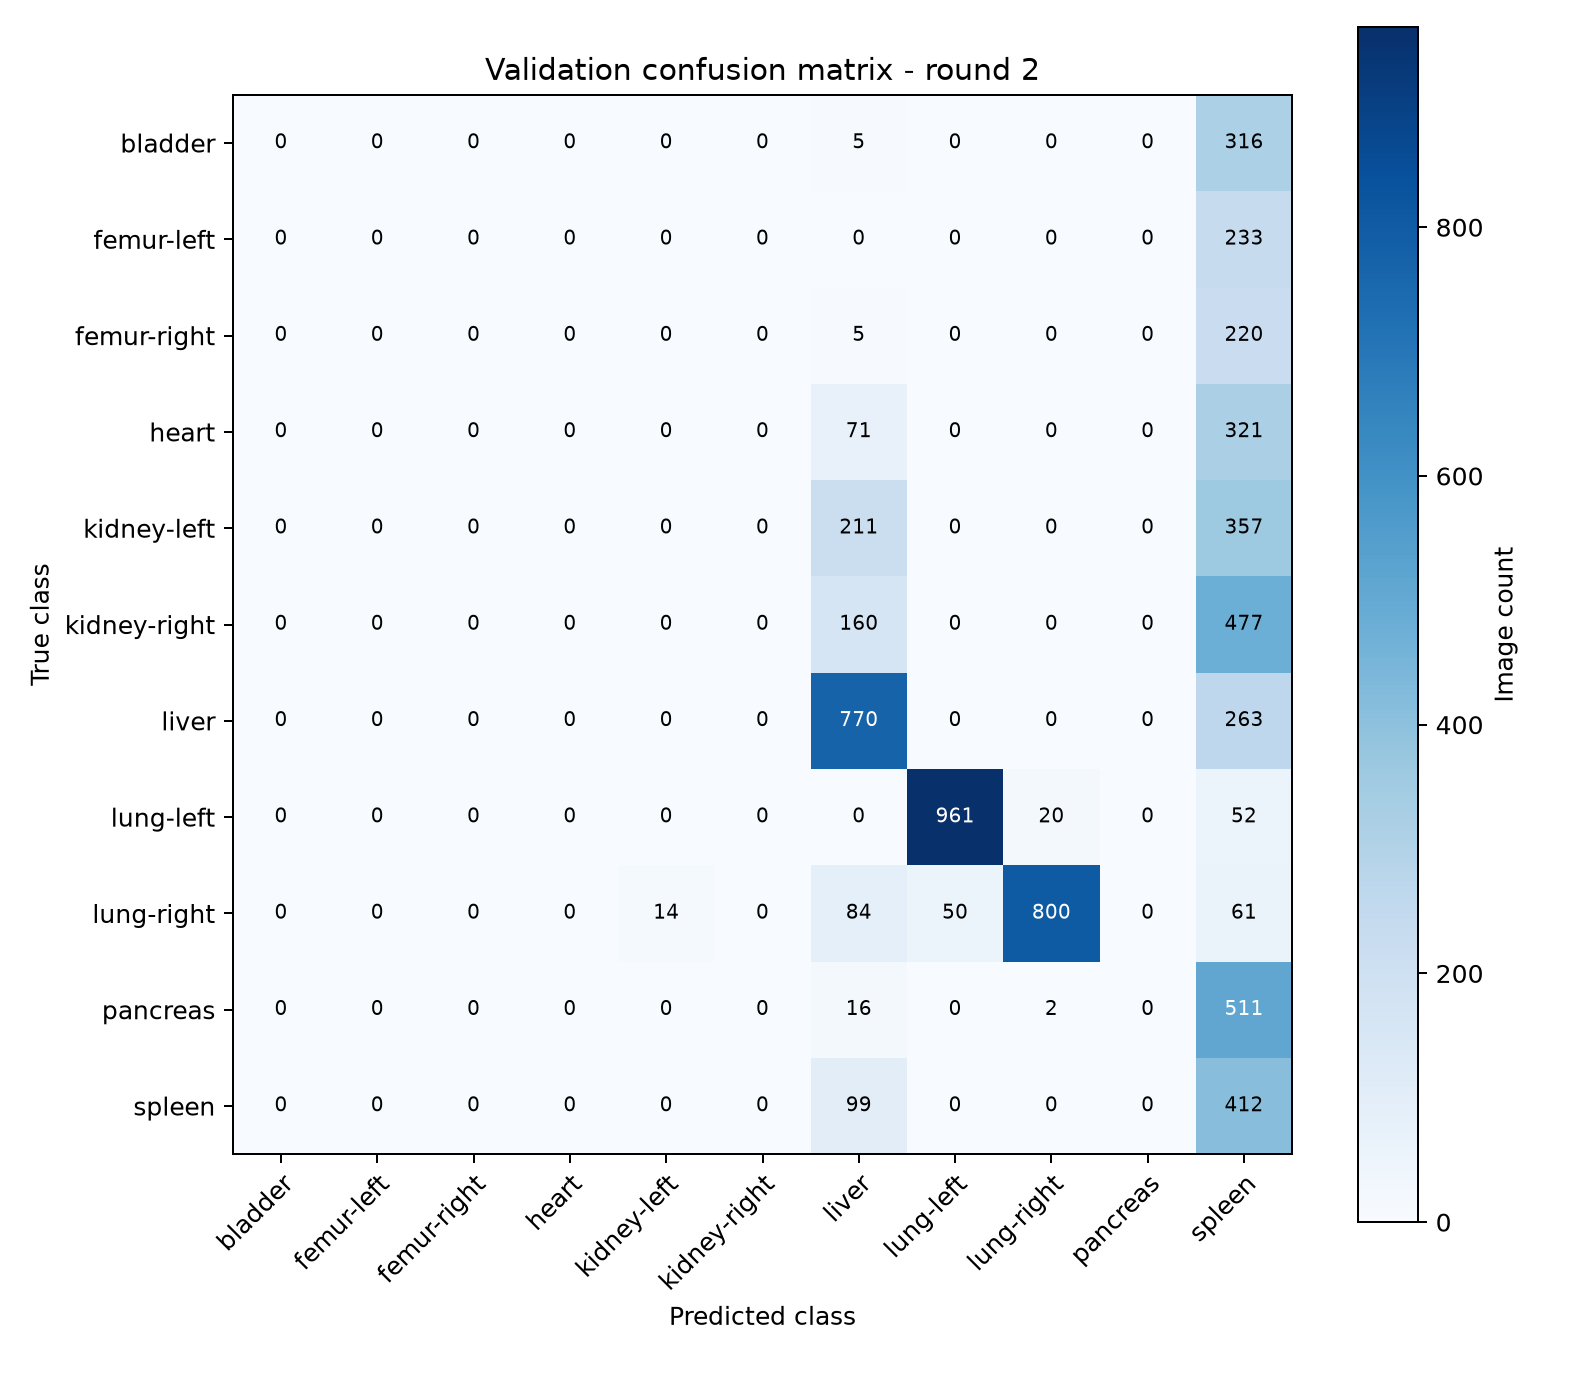 Validation confusion matrix - round 2
bladder 0 0 0 0 0 0 5 0 0 0 316
femur-left 0 0 0 0 0 0 0 0 0 0 233
femur-right 0 0 0 0 0 0 5 0 0 0 220
heart 0 0 0 0 0 0 71 0 0 0 321
kidney-left 0 0 0 0 0 0 211 0 0 0 357
kidney-right 0 0 0 0 0 0 160 0 0 0 477
liver 0 0 0 0 0 0 770 0 0 0 263
lung-left 0 0 0 0 0 0 0 961 20 0 52
lung-right 0 0 0 0 14 0 84 50 800 0 61
pancreas 0 0 0 0 0 0 16 0 2 0 511
spleen 0 0 0 0 0 0 99 0 0 0 412
True class
bladder femur-left femur-right heart kidney-left kidney-right liver lung-left lung-right pancreas spleen
Predicted class
800
600
400
200
0
Image count